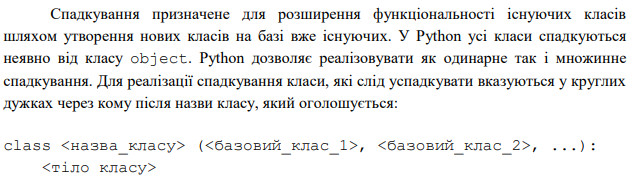 Спадкування призначене для розширення функціональності існуючих класів
шляхом утворення нових класів на базі вже існуючих. У Python усі класи спадкуються
неявно від класу object. Python дозволяє реалізовувати як одинарне так і множинне
спадкування. Для реалізації спадкування класи, які слід успадкувати вказуються у круглих
дужках через кому після назви класу, який оголошується:
class <назва_класу> (<базовий_клас_1>, <базовий_клас_2>, ...):
    <тіло класу>